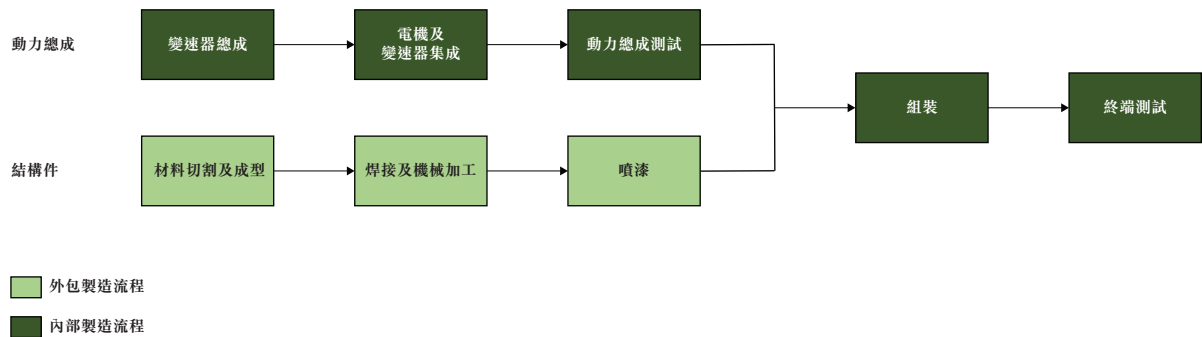 動力總成
變速器總成
電機及
變速器集成
動力總成測試
組裝
終端測試
結構件
材料切割及成型
焊接及機械加工
噴漆
外包製造流程
內部製造流程